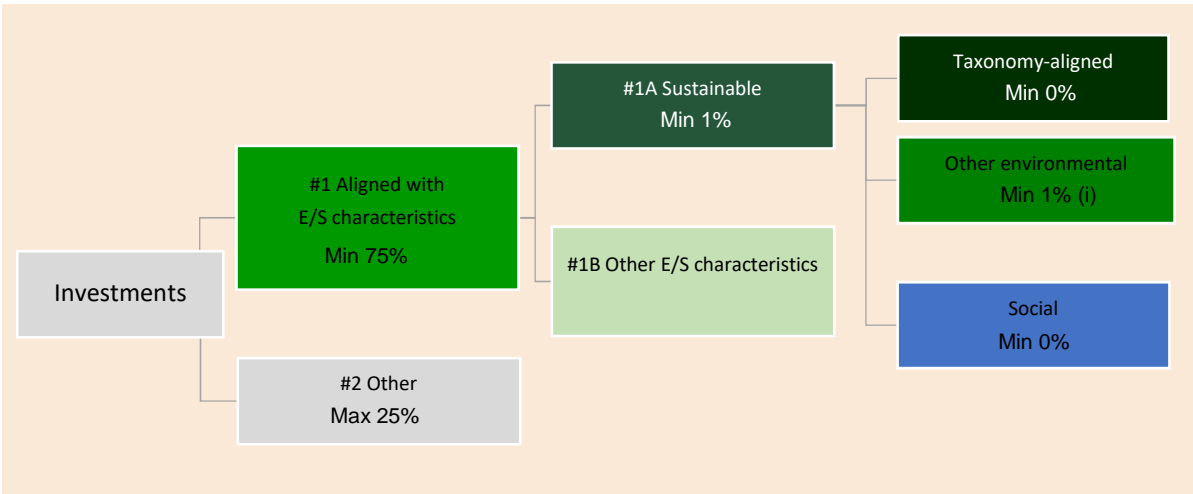 Investments
#1 Aligned with
E/S characteristics
Min 75%
#2 Other
Max 25%
#1A Sustainable
Min 1%
#1B Other E/S characteristics
Taxonomy-aligned
Min 0%
Other environmental
Min 1% (i)
Social
Min 0%